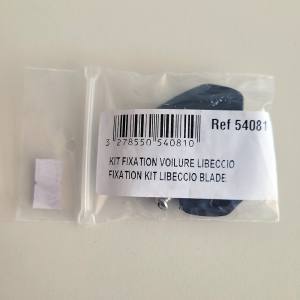 Ref 54081
3 278550 540810
KIT FIXATION VOILURE LIBECCIO
FIXATION KIT LIBECCIO BLADE